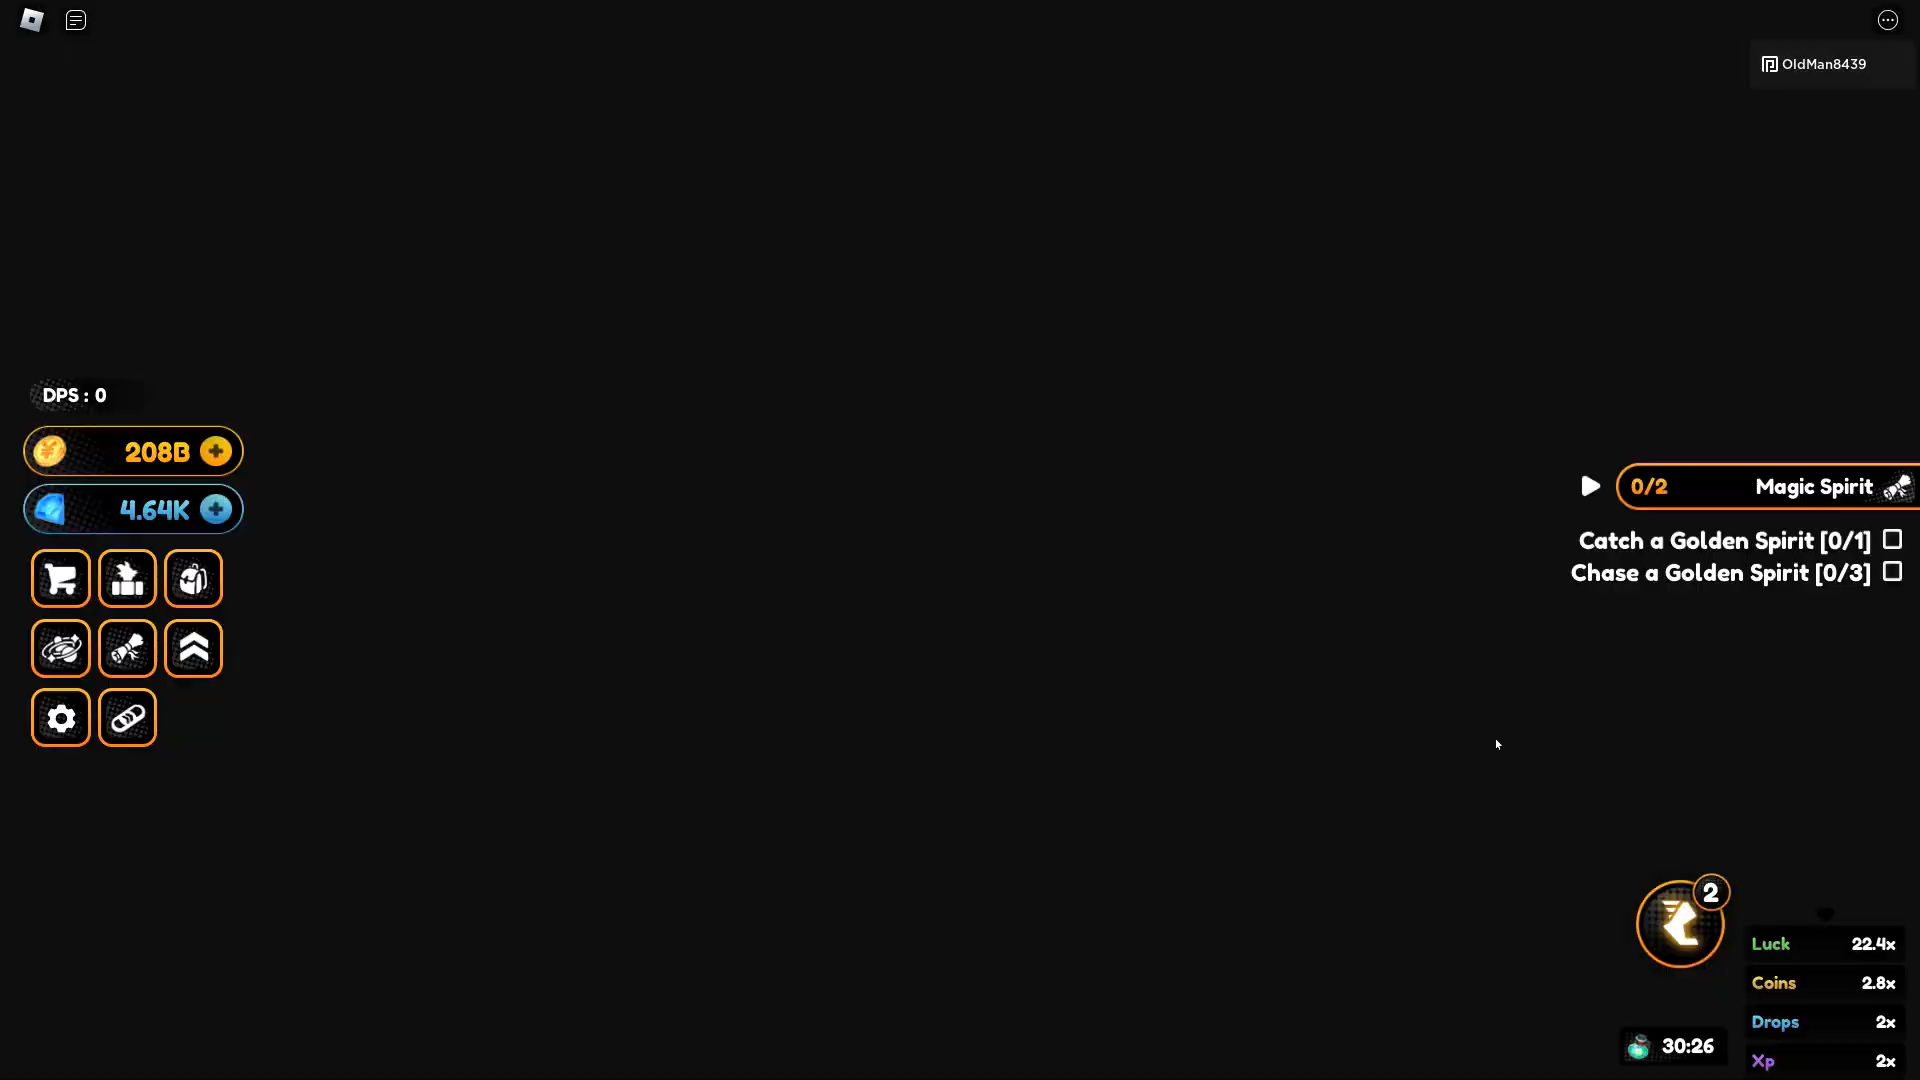 OldMan8439
DPS : 0
208B
4.64K
0/2 Magic Spirit
Catch a Golden Spirit [0/1]
Chase a Golden Spirit [0/3]
2
Luck 22.4x
Coins 2.8x
Drops 2x
30:26
Xp 2x